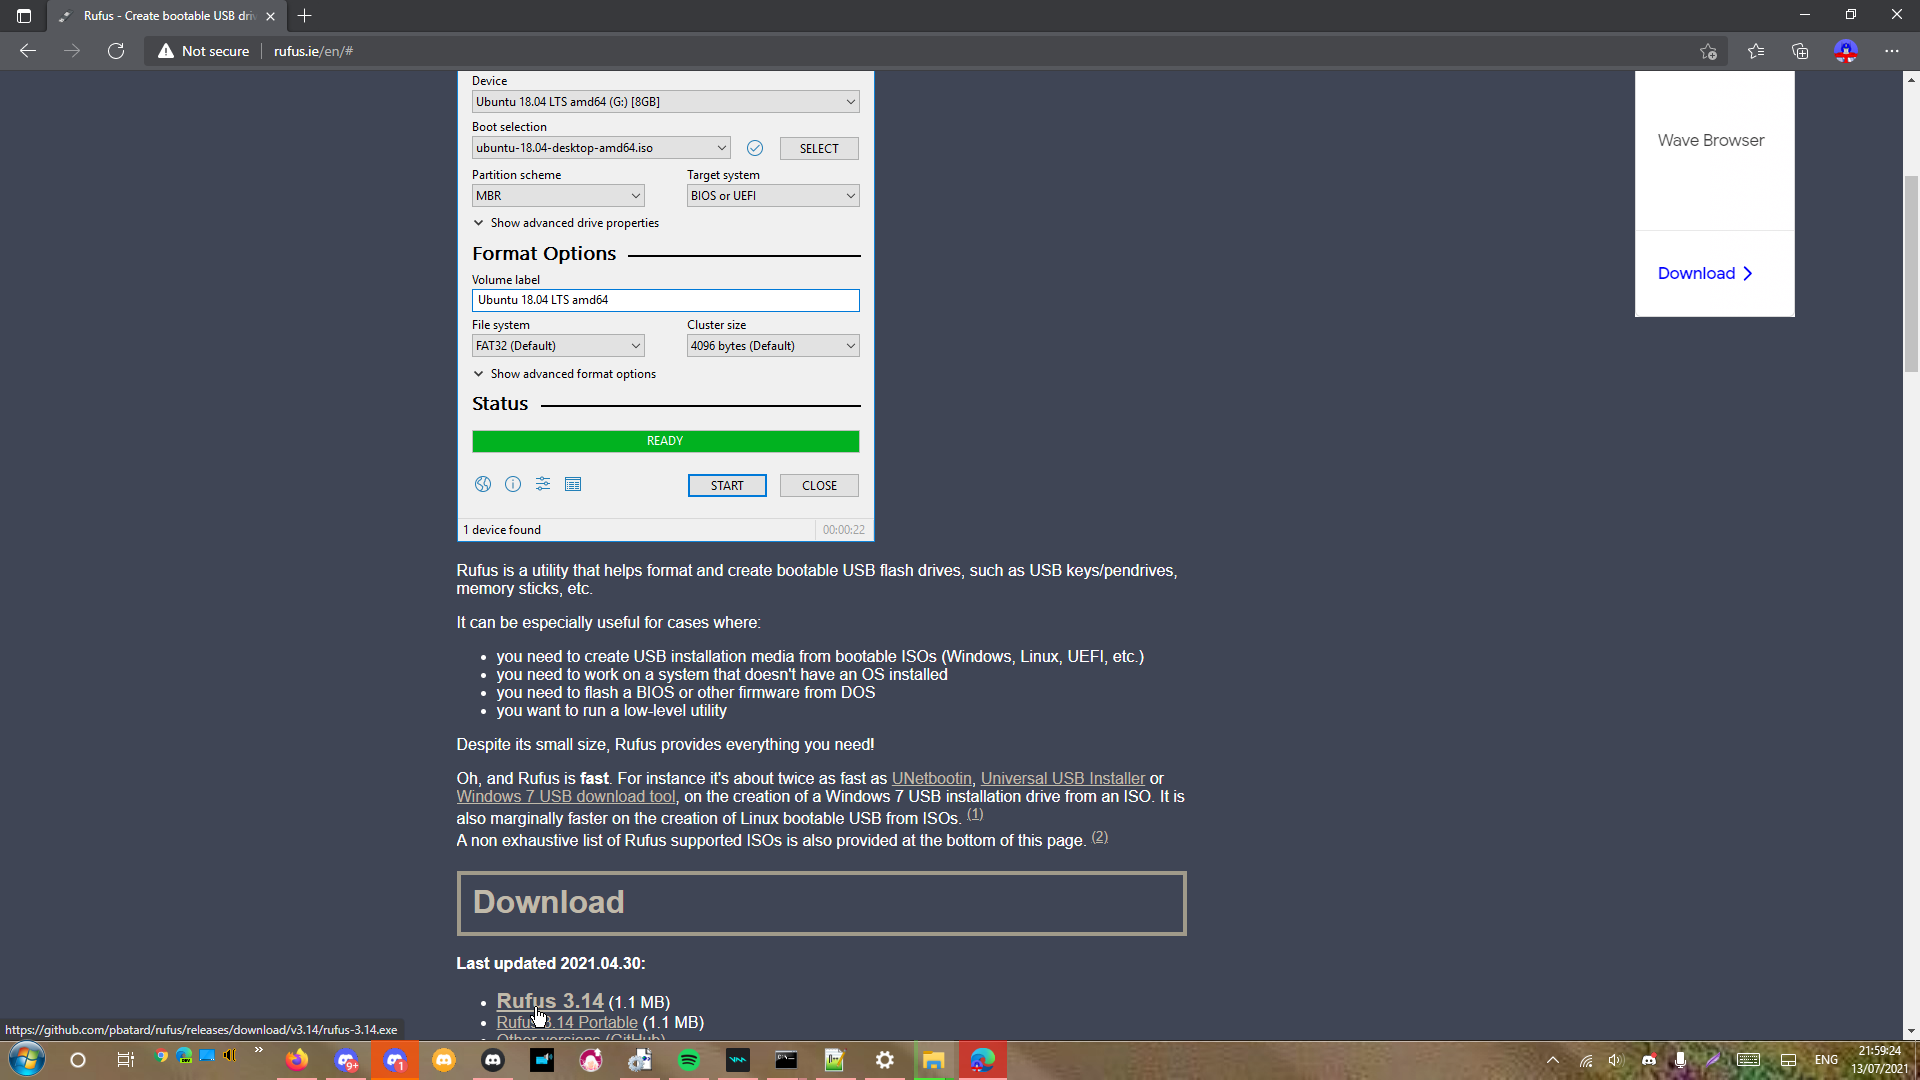 Rufus - Create bootable USB driv
Not secure
rufus.ie/en/#
Device
Ubuntu 18.04 LTS amd64 (G:) [8GB]
Boot selection
ubuntu-18.04-desktop-amd64.iso
SELECT
Partition scheme
Target system
MBR
BIOS or UEFI
Show advanced drive properties
Format Options
Volume label
Ubuntu 18.04 LTS amd64
File system
Cluster size
FAT32 (Default)
4096 bytes (Default)
Show advanced format options
Status
READY
START
CLOSE
1 device found
00:00:22
Wave Browser
Download
Rufus is a utility that helps format and create bootable USB flash drives, such as USB keys/pendrives,
memory sticks, etc.
It can be especially useful for cases where:
• you need to create USB installation media from bootable ISOs (Windows, Linux, UEFI, etc.)
• you need to work on a system that doesn't have an OS installed
• you need to flash a BIOS or other firmware from DOS
• you want to run a low-level utility
Despite its small size, Rufus provides everything you need!
Oh, and Rufus is fast. For instance it's about twice as fast as UNetbootin, Universal USB Installer or
Windows 7 USB download tool, on the creation of a Windows 7 USB installation drive from an ISO. It is
also marginally faster on the creation of Linux bootable USB from ISOs. (1)
A non exhaustive list of Rufus supported ISOs is also provided at the bottom of this page. (2)
Download
Last updated 2021.04.30:
• Rufus 3.14 (1.1 MB)
• Rufus 3.14 Portable (1.1 MB)
Other versions (GitHub)
https://github.com/pbatard/rufus/releases/download/v3.14/rufus-3.14.exe
9+
1
ENG
21:59:24
13/07/2021